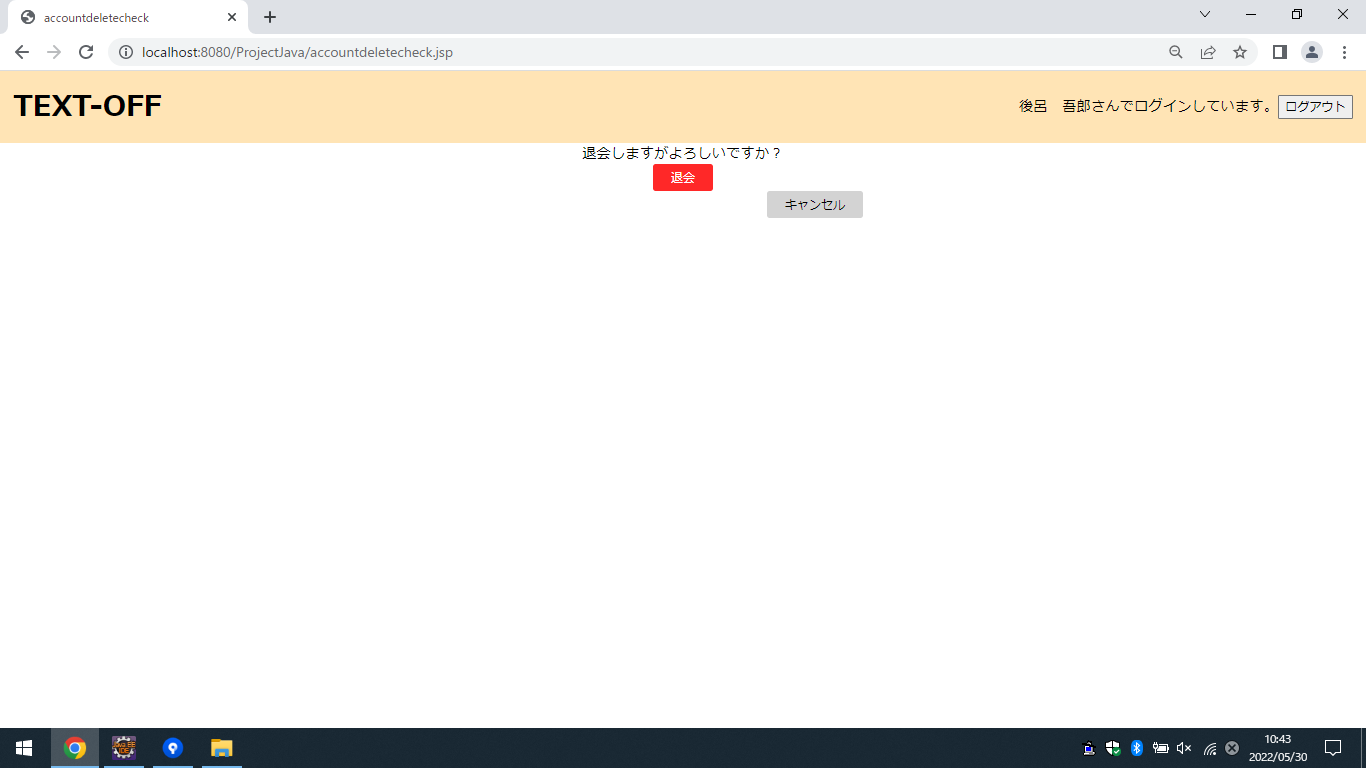 accountdeletecheck
localhost:8080/ProjectJava/accountdeletecheck.jsp
TEXT-OFF
後呂　吾郎さんでログインしています。 ログアウト
退会しますがよろしいですか？
退会
キャンセル
10:43
2022/05/30